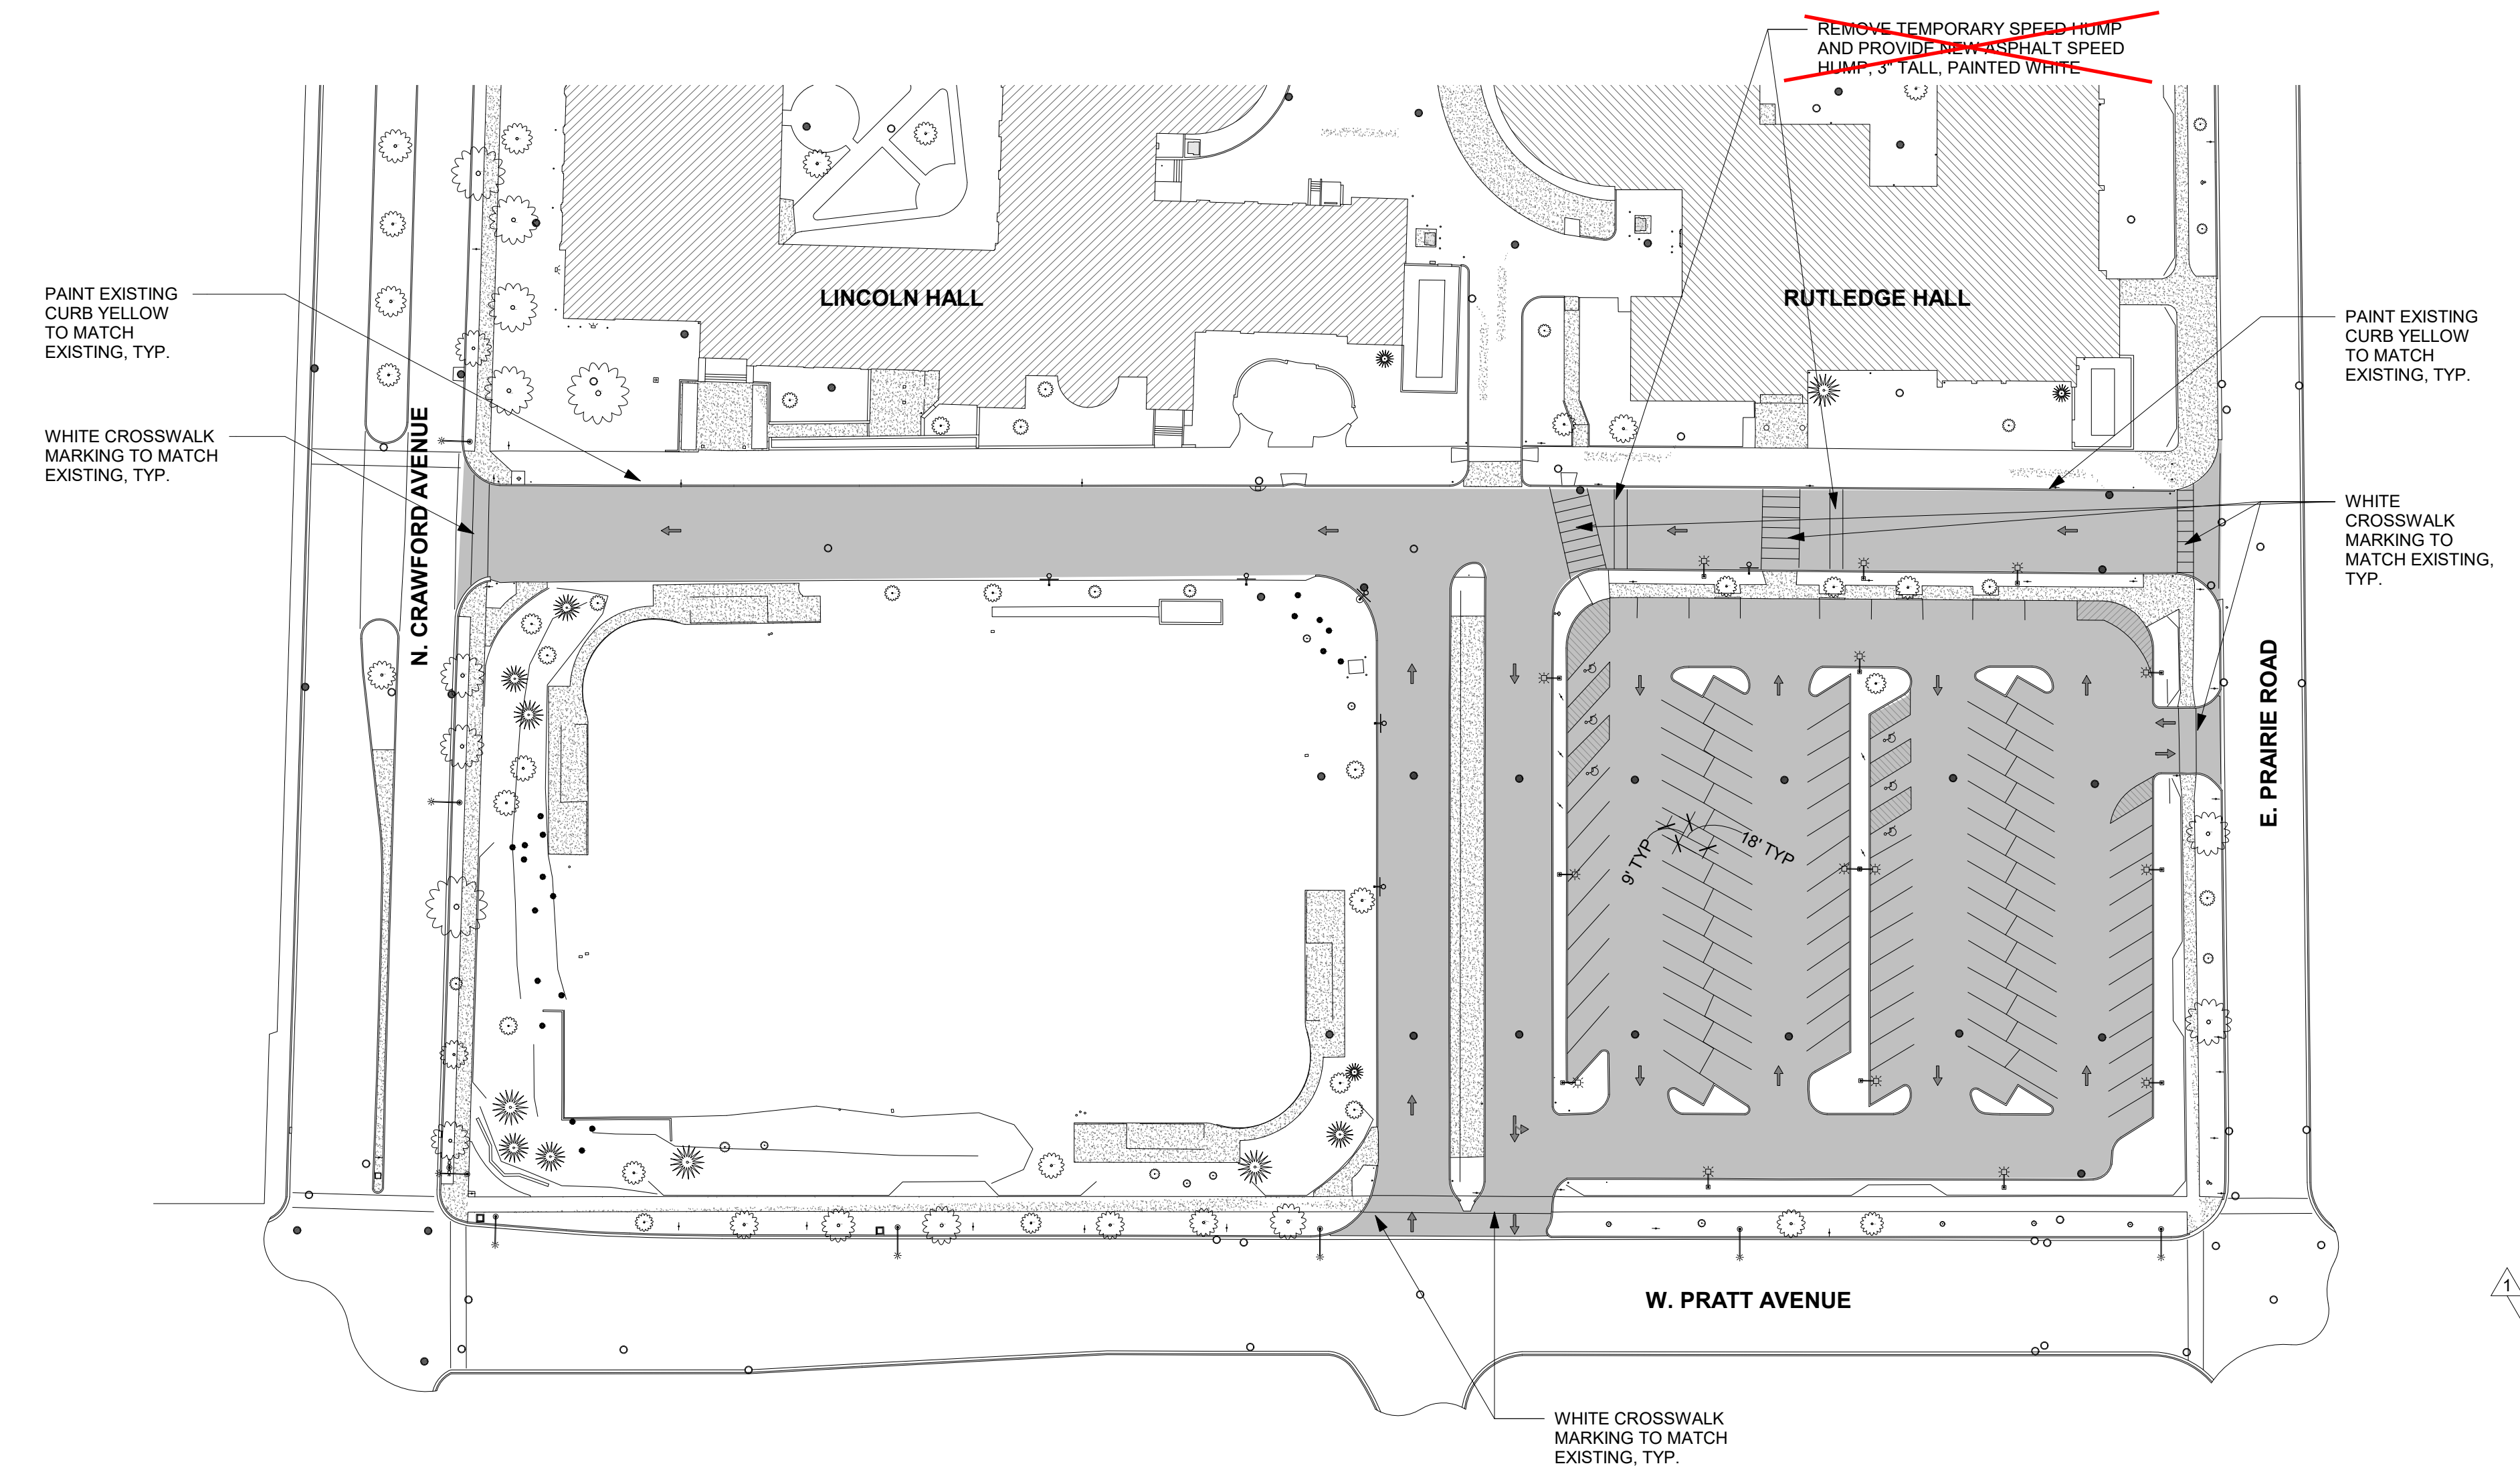 REMOVE TEMPORARY SPEED HUMP
AND PROVIDE NEW ASPHALT SPEED
HUMP, 3" TALL, PAINTED WHITE
PAINT EXISTING
CURB YELLOW
TO MATCH
EXISTING, TYP.
LINCOLN HALL
RUTLEDGE HALL
PAINT EXISTING
CURB YELLOW
TO MATCH
EXISTING, TYP.
WHITE CROSSWALK
MARKING TO MATCH
EXISTING, TYP.
N. CRAWFORD AVENUE
WHITE
CROSSWALK
MARKING TO
MATCH EXISTING,
TYP.
E. PRAIRIE ROAD
9' TYP
18' TYP
W. PRATT AVENUE
1
WHITE CROSSWALK
MARKING TO MATCH
EXISTING, TYP.